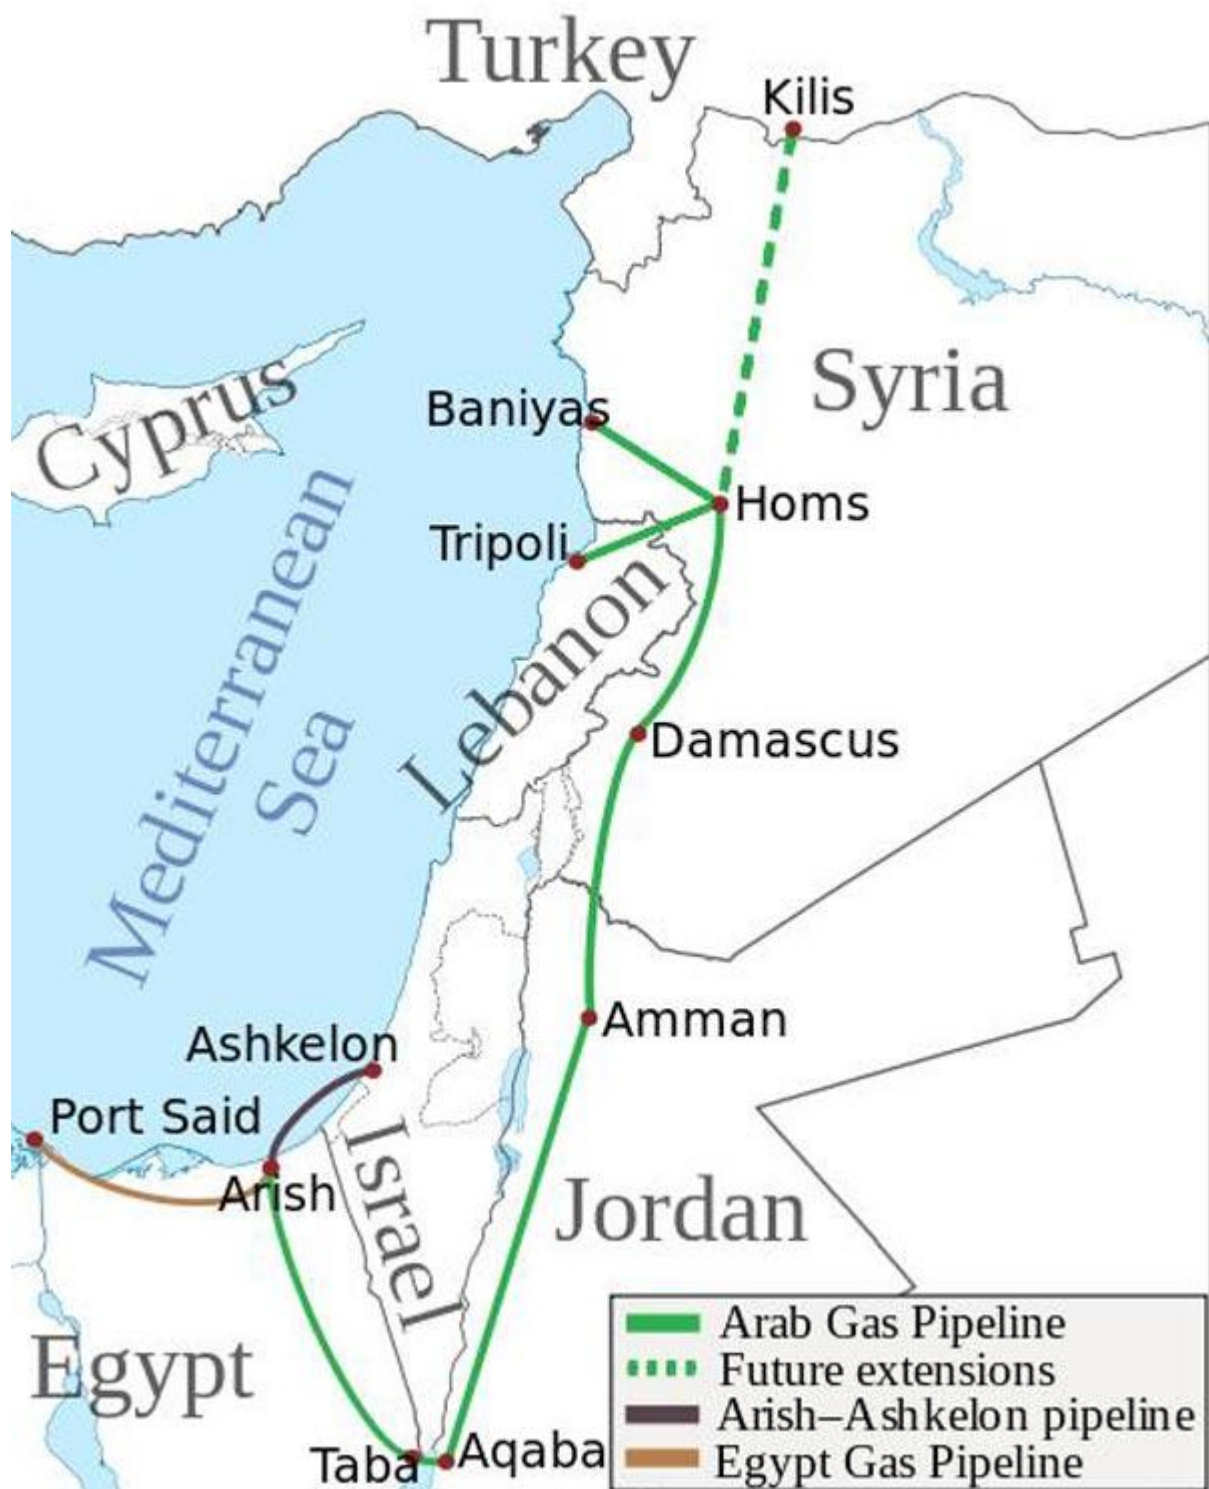 Turkey
Kilis
Cyprus
Syria
Baniyas
Homs
Tripoli
Mediterranean
Sea
Lebanon
Damascus
Amman
Ashkelon
Port Said
Arish
Israel
Jordan
Egypt
Taba
Aqaba
Arab Gas Pipeline
Future extensions
Arish–Ashkelon pipeline
Egypt Gas Pipeline